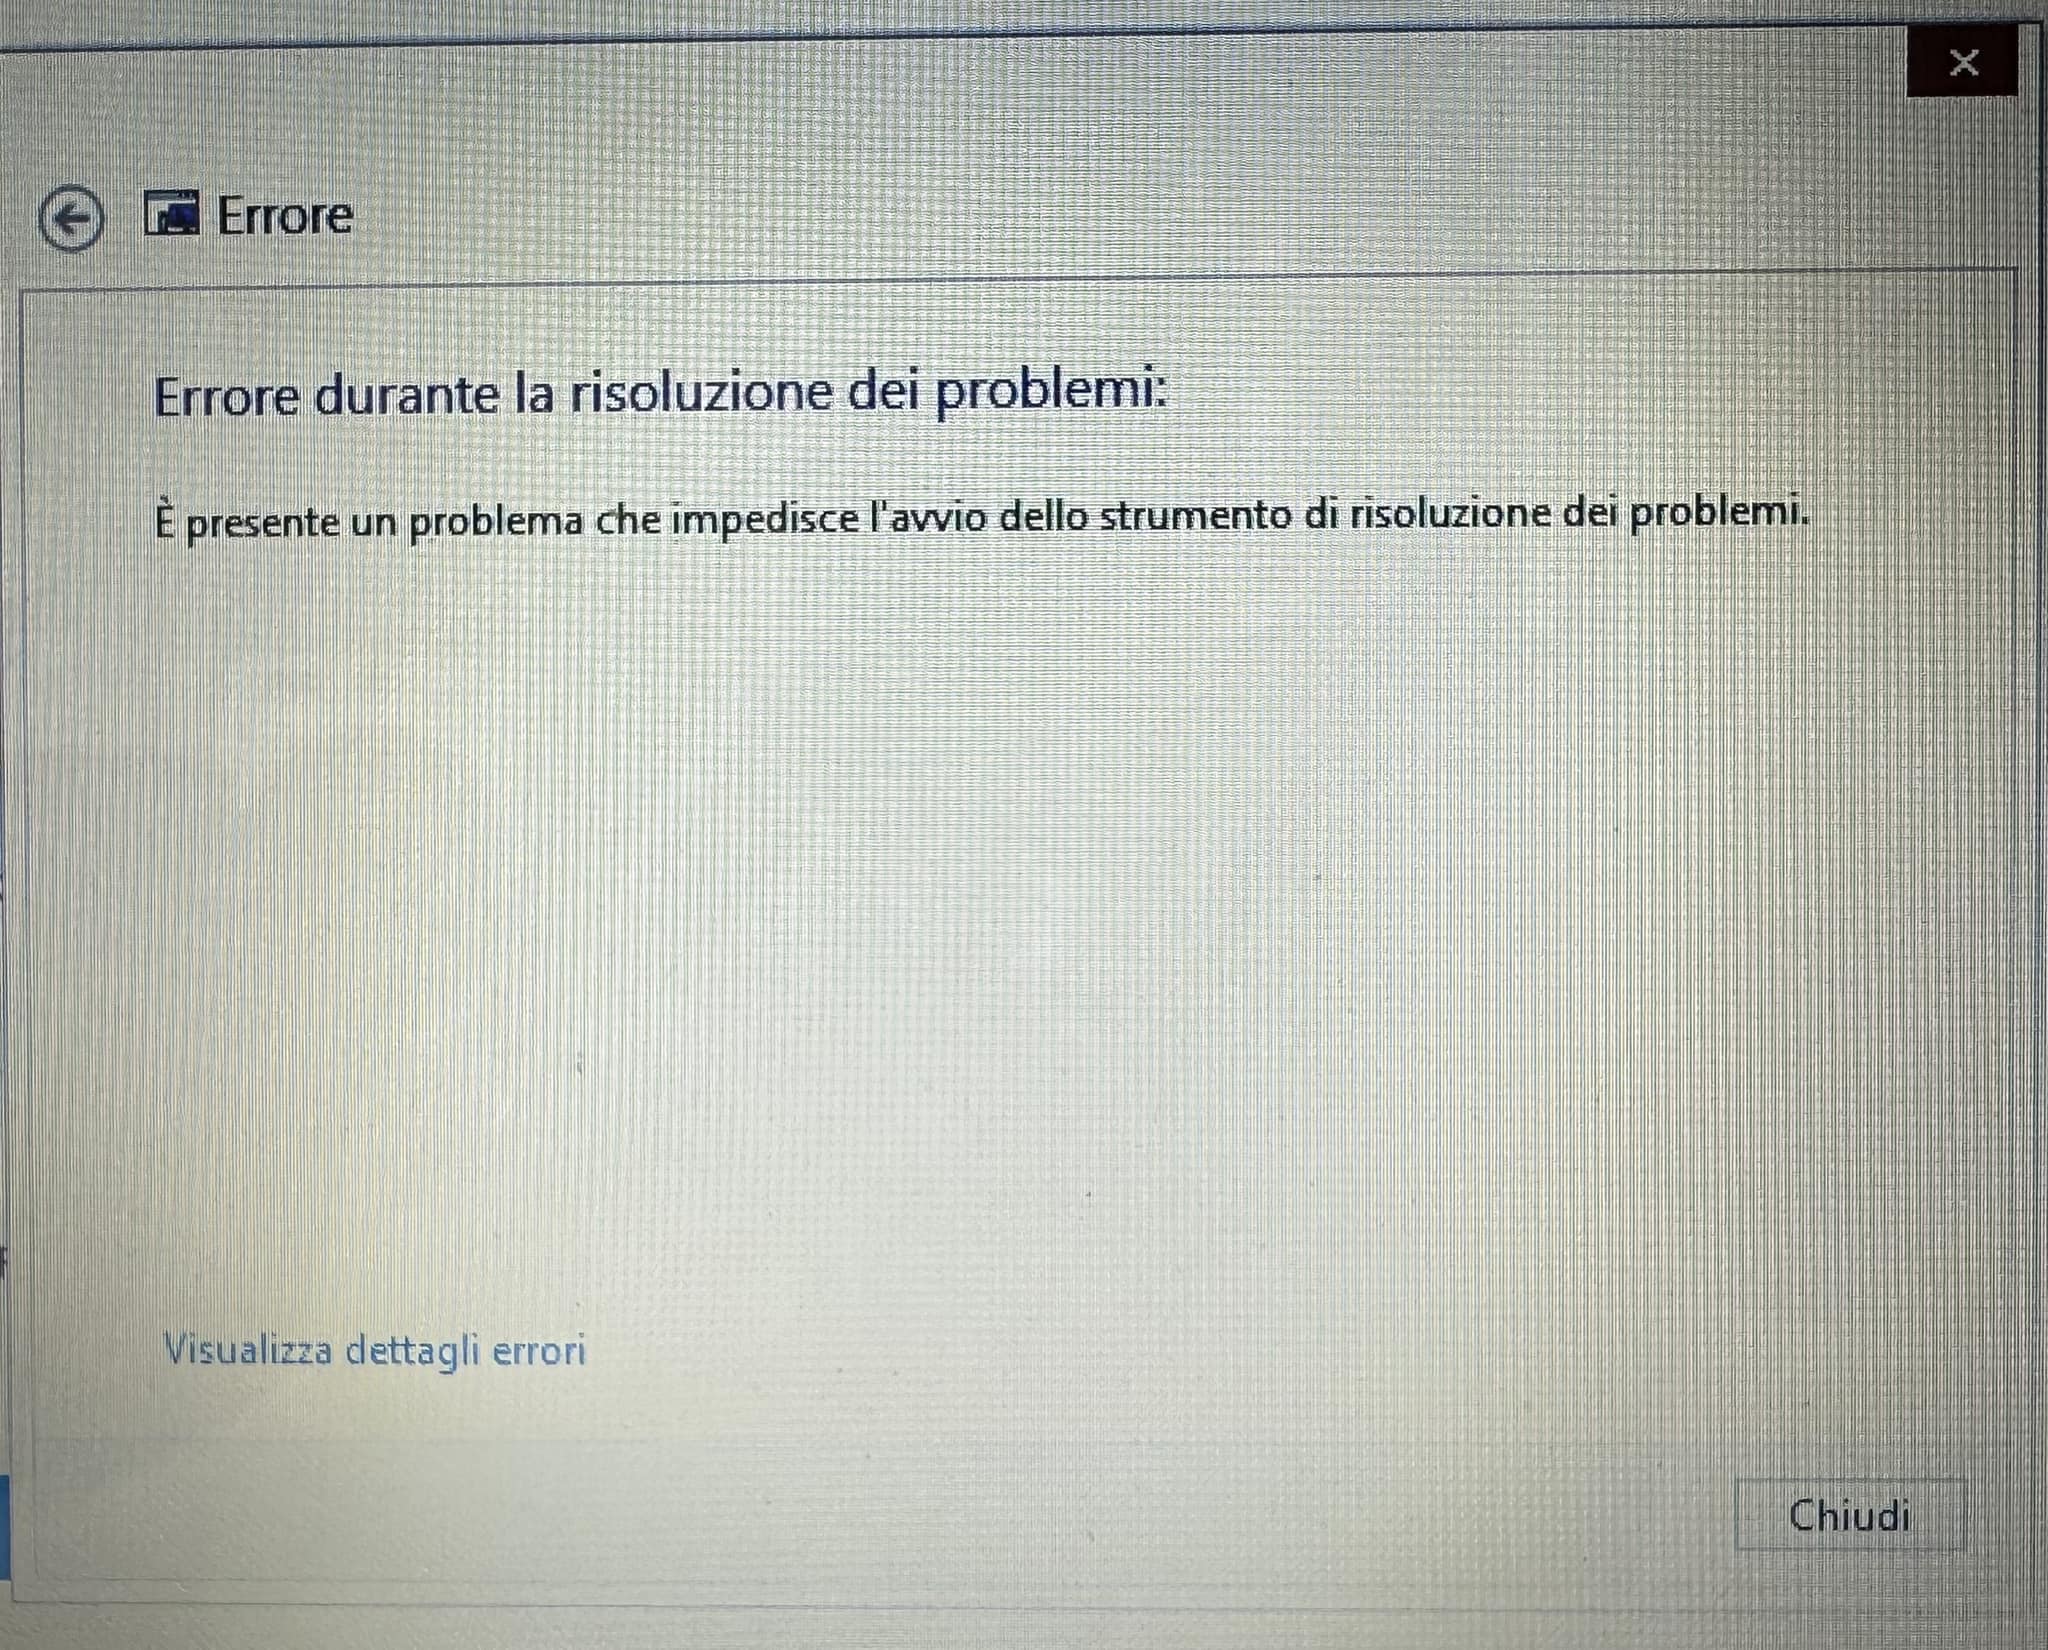 Errore
Errore durante la risoluzione dei problemi:
È presente un problema che impedisce l'avvio dello strumento di risoluzione dei problemi.
Visualizza dettagli errori
Chiudi